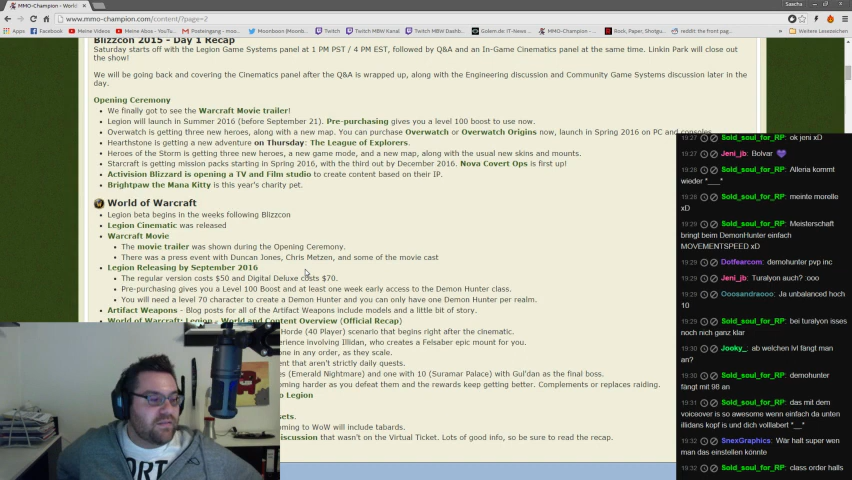 MMO-Champion - World
Sascha
www.mmo-champion.com/content/?page=2
Apps
Meine Videos
Meine Abos - YouTu
Posteingang - moon
Moonboon (Moonbo
Twitch
Twitch MBW Kanal
Twitch MBW
Golem.de: IT-News
MMO-Champion -
Rock, Paper, Shotgu
reddit: the front pag
Weitere Lesezeichen
Blizzcon 2015 - Day 1 Recap
Saturday starts off with the Legion Game Systems panel at 1 PM PST / 4 PM EST, followed by Q&A and an In-Game Cinematics panel at the same time. Linkin Park will close out
the show!
We will be going back and covering the Cinematics panel after the Q&A is wrapped up, along with the Engineering discussion and Community Game Systems discussion later in the
day.
Opening Ceremony
We finally got to see the Warcraft Movie trailer!
Legion will launch in Summer 2016 (before September 21). Pre-purchasing gives you a level 100 boost to use now.
Overwatch is getting three new heroes, along with a new map. You can purchase Overwatch or Overwatch Origins now, launch in Spring 2016 on PC and consoles
Hearthstone is getting a new adventure on Thursday: The League of Explorers.
Heroes of the Storm is getting three new heroes, a new game mode, and a new map, along with the usual new skins and mounts.
Starcraft is getting mission packs starting in Spring 2016, with the third out by December 2016. Nova Covert Ops is first up!
Activision Blizzard is opening a TV and Film studio to create content based on their IP.
Brightpaw the Mana Kitty is this year's charity pet.
World of Warcraft
Legion beta begins in the weeks following Blizzcon
Legion Cinematic was released
Warcraft Movie
The movie trailer was shown during the Opening Ceremony.
There was a press event with Duncan Jones, Chris Metzen, and some of the movie cast
Legion Releasing by September 2016
The regular version costs $50 and Digital Deluxe costs $70.
Pre-purchasing gives you a Level 100 Boost and at least one week early access to the Demon Hunter class.
You will need a level 70 character to create a Demon Hunter and you can only have one Demon Hunter per realm.
Artifact Weapons - Blog posts for all of the Artifact Weapons include models and a little bit of story.
World of Warcraft: Legion - World and Content Overview (Official Recap)
Horde (40 Player) scenario that begins right after the cinematic.
erience involving Illidan, who creates a Felsaber epic mount for you.
one in any order, as they scale.
ent that aren't strictly daily quests.
es (Emerald Nightmare) and one with 10 (Suramar Palace) with Gul'dan as the final boss.
oming harder as you defeat them and the rewards keep getting better. Complements or replaces raiding.
o Legion
sets.
oming to WoW will include tabards.
iscussion that wasn't on the Virtual Ticket. Lots of good info, so be sure to read the recap.
ORT
19:27 Sold_soul_for_RP: ok jeni xD
19:27 Jeni_jb: Bolvar
19:28 Sold_soul_for_RP: Alleria kommt
wieder *___*
19:28 Sold_soul_for_RP: meinte morelle
xD
19:29 Sold_soul_for_RP: Meisterschaft
bringt beim DemonHunter einfach
MOVEMENTSPEED xD
19:29 Dotfearcom: demonhunter pvp inc
19:29 Jeni_jb: Turalyon auch? :ooo
19:29 Ooosandraooo: Ja unbalanced hoch
10
19:29 Sold_soul_for_RP: bei turalyon isses
noch nich ganz klar
19:30 Jooky_: ab welchen lvl fängt man
an?
19:30 Sold_soul_for_RP: demohunter
fängt mit 98 an
19:31 Sold_soul_for_RP: das mit dem
voiceover is so awesome wenn einfach da unten
illidans kopf is und dich volllabert *__*
19:32 SnexGraphics: Wär halt super wen
man das einstellen könnte
19:32 Sold_soul_for_RP: class order halls